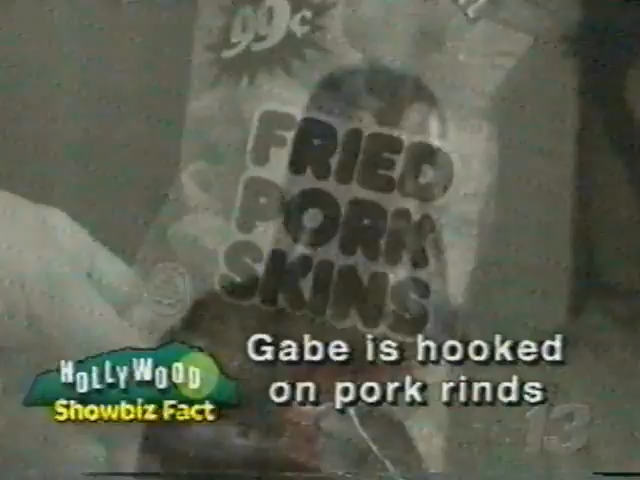 99¢
FRIED
PORK
SKINS
Gabe is hooked
on pork rinds
HOLLYWOOD
Showbiz Fact
13